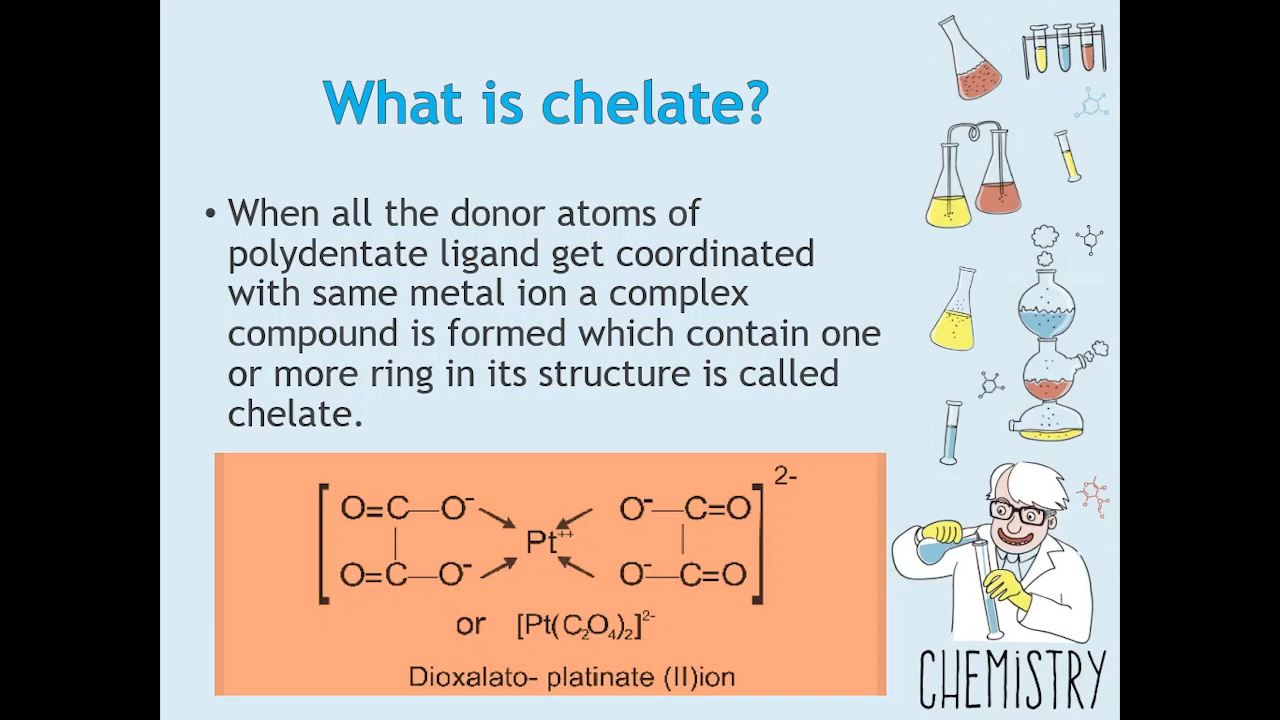 What is chelate?
• When all the donor atoms of
polydentate ligand get coordinated
with same metal ion a complex
compound is formed which contain one
or more ring in its structure is called
chelate.
2-
O=C—O⁻ O⁻—C=O
Pt⁺⁺
O=C—O⁻ O⁻—C=O
or [Pt(C₂O₄)₂]²⁻
Dioxalato- platinate (II)ion
CHEMiSTRY